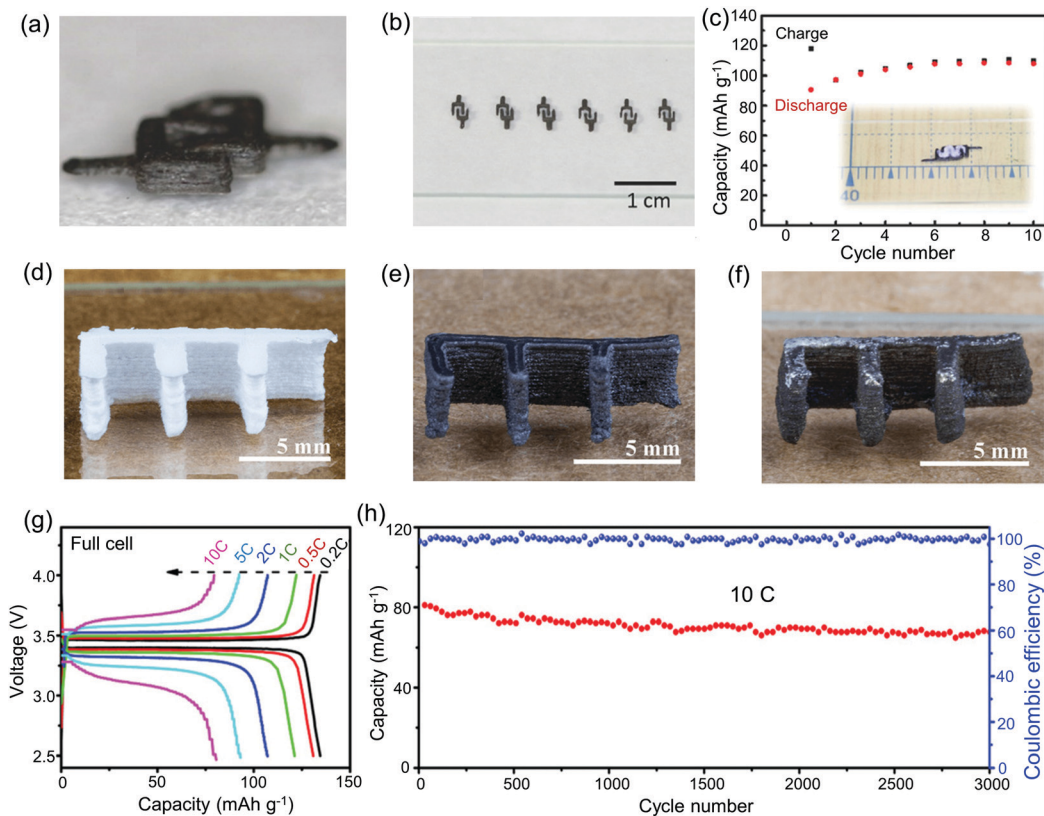 (a)
(b)
1 cm
(c)
Charge
Discharge
Capacity (mAh g⁻¹)
140
120
100
80
60
40
20
0
40
0 2 4 6 8 10
Cycle number
(d)
5 mm
(e)
5 mm
(f)
5 mm
(g)
Full cell
10C 5C 2C 1C 0.5C 0.2C
Voltage (V)
4.0
3.5
3.0
2.5
0 50 100 150
Capacity (mAh g⁻¹)
(h)
10 C
Capacity (mAh g⁻¹)
120
80
40
0
Coulombic efficiency (%)
100
80
60
40
20
0
0 500 1000 1500 2000 2500 3000
Cycle number